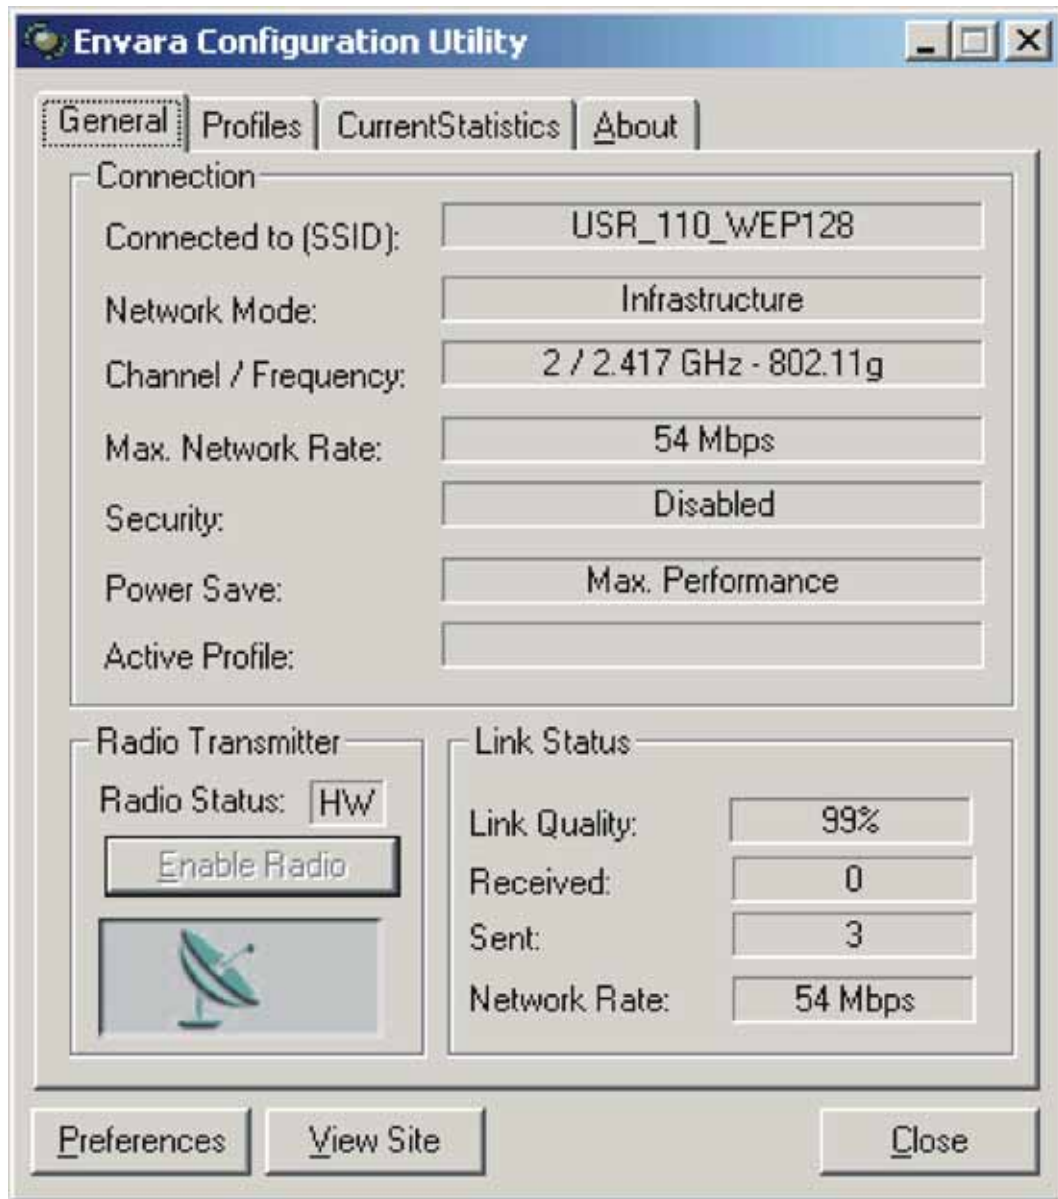 Envara Configuration Utility
General Profiles CurrentStatistics About
Connection
Connected to (SSID): USR_110_WEP128
Network Mode: Infrastructure
Channel / Frequency: 2 / 2.417 GHz - 802.11g
Max. Network Rate: 54 Mbps
Security: Disabled
Power Save: Max. Performance
Active Profile:
Radio Transmitter
Radio Status: HW
Enable Radio
Link Status
Link Quality: 99%
Received: 0
Sent: 3
Network Rate: 54 Mbps
Preferences View Site Close